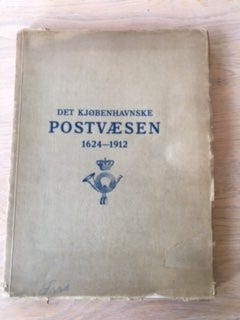 DET KJØBENHAVNSKE
POSTVÆSEN
1624—1912